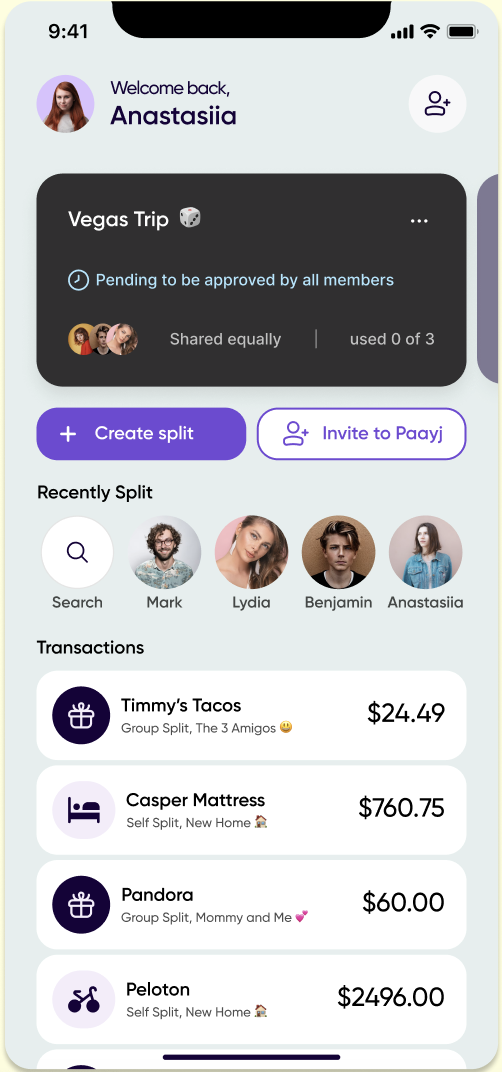 9:41
Welcome back,
Anastasiia
Vegas Trip 🎲
...
Pending to be approved by all members
Shared equally | used 0 of 3
+ Create split
Invite to Paayj
Recently Split
Search Mark Lydia Benjamin Anastasiia
Transactions
Timmy’s Tacos $24.49
Group Split, The 3 Amigos 😃
Casper Mattress $760.75
Self Split, New Home 🏠
Pandora $60.00
Group Split, Mommy and Me 💕
Peloton $2496.00
Self Split, New Home 🏠